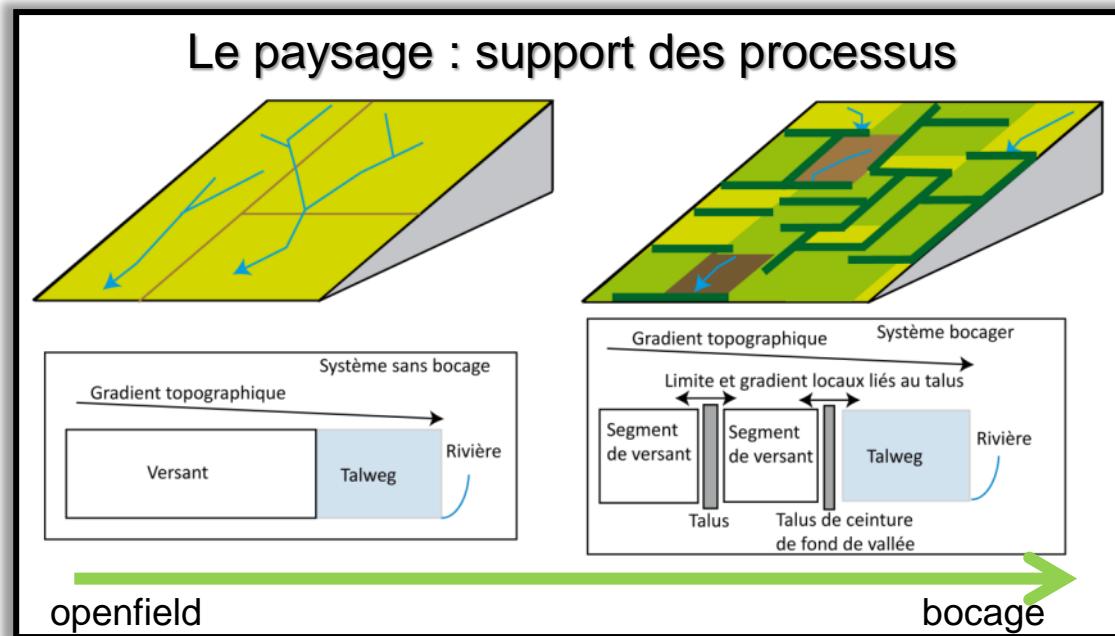 Le paysage : support des processus
Système sans bocage
Gradient topographique
Versant
Talweg
Rivière
Gradient topographique
Système bocager
Limite et gradient locaux liés au talus
Segment
de versant
Segment
de versant
Talweg
Rivière
Talus
Talus de ceinture
de fond de vallée
openfield
bocage